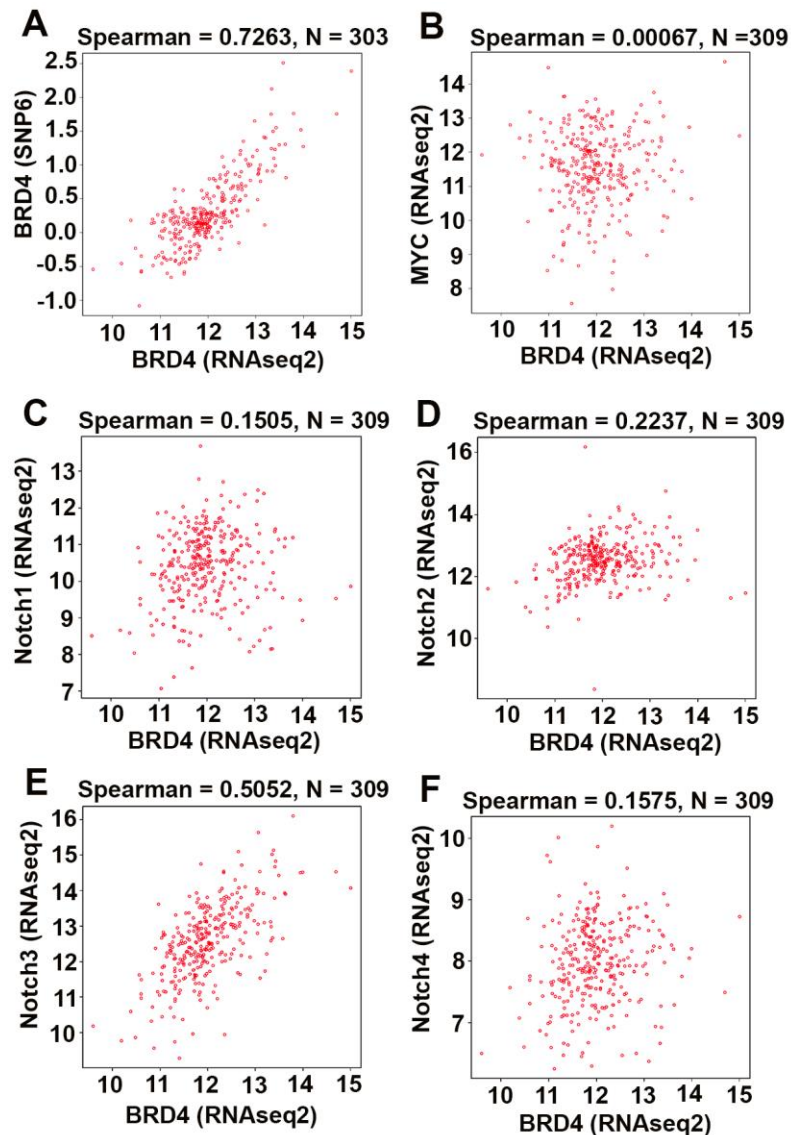 A
Spearman = 0.7263, N = 303
BRD4 (SNP6)
2.5
2.0
1.5
1.0
0.5
0.0
-0.5
-1.0
10 11 12 13 14 15
BRD4 (RNAseq2)
B
Spearman = 0.00067, N =309
MYC (RNAseq2)
14
13
12
11
10
9
8
10 11 12 13 14 15
BRD4 (RNAseq2)
C
Spearman = 0.1505, N = 309
Notch1 (RNAseq2)
13
12
11
10
9
8
7
10 11 12 13 14 15
BRD4 (RNAseq2)
D
Spearman = 0.2237, N = 309
Notch2 (RNAseq2)
16
14
12
10
10 11 12 13 14 15
BRD4 (RNAseq2)
E
Spearman = 0.5052, N = 309
Notch3 (RNAseq2)
16
15
14
13
12
11
10
10 11 12 13 14 15
BRD4 (RNAseq2)
F
Spearman = 0.1575, N = 309
Notch4 (RNAseq2)
10
9
8
7
10 11 12 13 14 15
BRD4 (RNAseq2)